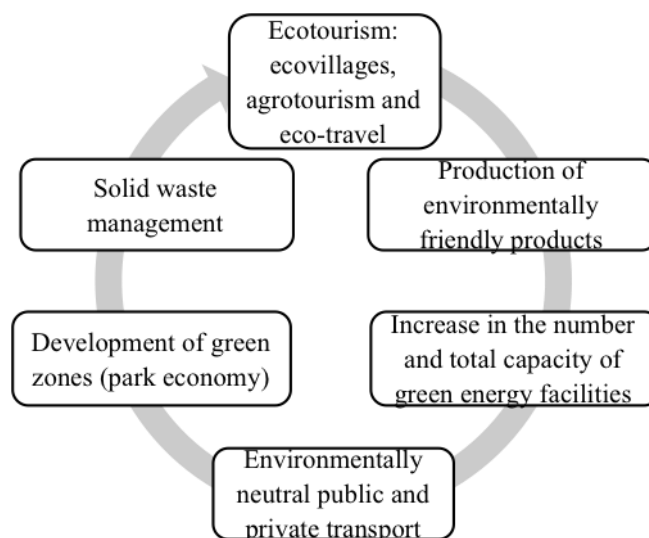 Ecotourism:
ecovillages,
agrotourism and
eco-travel
Production of
environmentally
friendly products
Increase in the number
and total capacity of
green energy facilities
Environmentally
neutral public and
private transport
Development of green
zones (park economy)
Solid waste
management